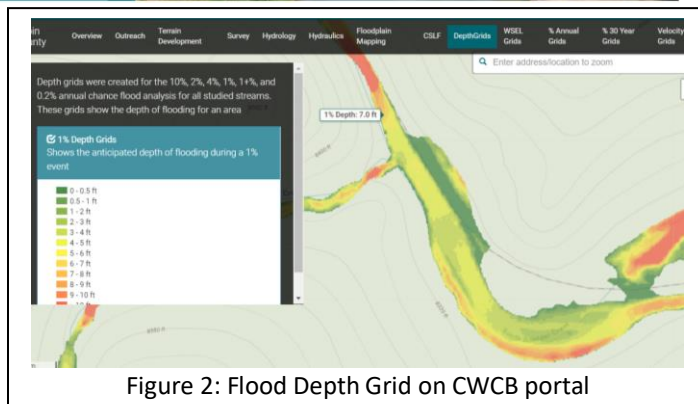 Overview Outreach Terrain Development Survey Hydrology Hydraulics Floodplain Mapping CSLF DepthGrids WSEL Grids % Annual Grids % 30 Year Grids Velocity Grids
Enter address/location to zoom
Depth grids were created for the 10%, 2%, 4%, 1%, 1+%, and
0.2% annual chance flood analysis for all studied streams.
These grids show the depth of flooding for an area
1% Depth: 7.0 ft
1% Depth Grids
Shows the anticipated depth of flooding during a 1%
event
0 - 0.5 ft
0.5 - 1 ft
1 - 2 ft
2 - 3 ft
3 - 4 ft
4 - 5 ft
5 - 6 ft
6 - 7 ft
7 - 8 ft
8 - 9 ft
9 - 10 ft
Figure 2: Flood Depth Grid on CWCB portal